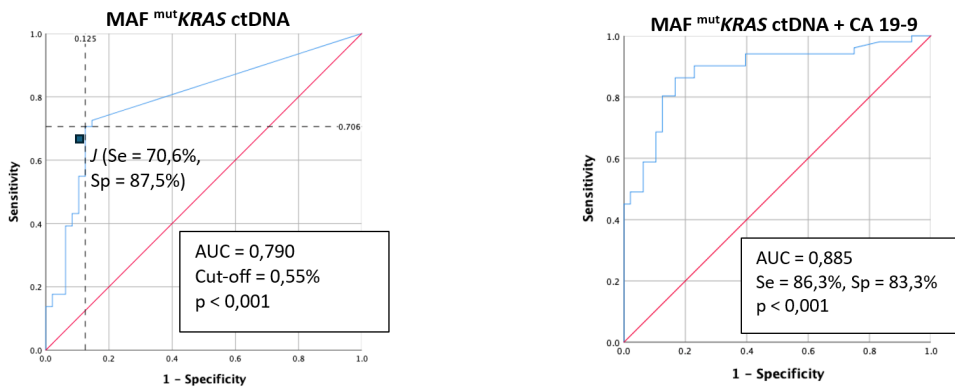 MAF mutKRAS ctDNA
0.125
1.0
0.8
0.6
0.4
0.2
0.0
Sensitivity
0.706
J (Se = 70,6%,
Sp = 87,5%)
AUC = 0,790
Cut-off = 0,55%
p < 0,001
0.0 0.2 0.4 0.6 0.8 1.0
1 – Specificity
MAF mutKRAS ctDNA + CA 19-9
1.0
0.8
0.6
0.4
0.2
0.0
Sensitivity
AUC = 0,885
Se = 86,3%, Sp = 83,3%
p < 0,001
0.0 0.2 0.4 0.6 0.8 1.0
1 – Specificity